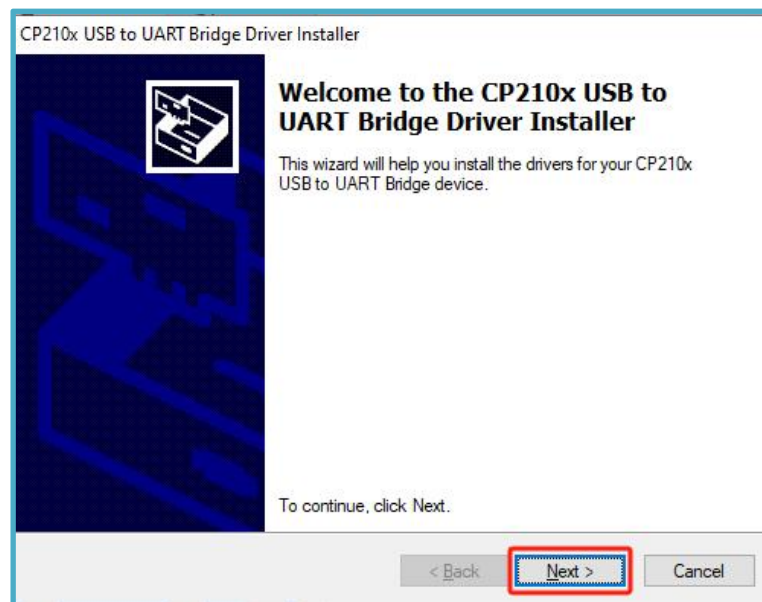 CP210x USB to UART Bridge Driver Installer
Welcome to the CP210x USB to
UART Bridge Driver Installer
This wizard will help you install the drivers for your CP210x
USB to UART Bridge device.
To continue, click Next.
< Back Next > Cancel